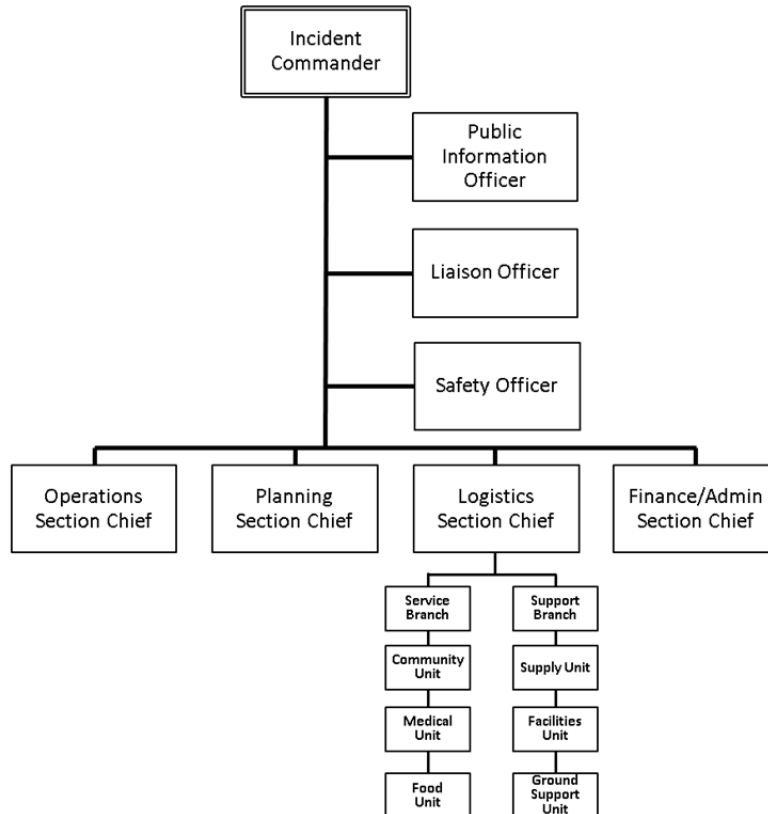 Incident
Commander
Public
Information
Officer
Liaison Officer
Safety Officer
Operations
Section Chief
Planning
Section Chief
Logistics
Section Chief
Finance/Admin
Section Chief
Service
Branch
Support
Branch
Community
Unit
Supply Unit
Medical
Unit
Facilities
Unit
Food
Unit
Ground
Support
Unit